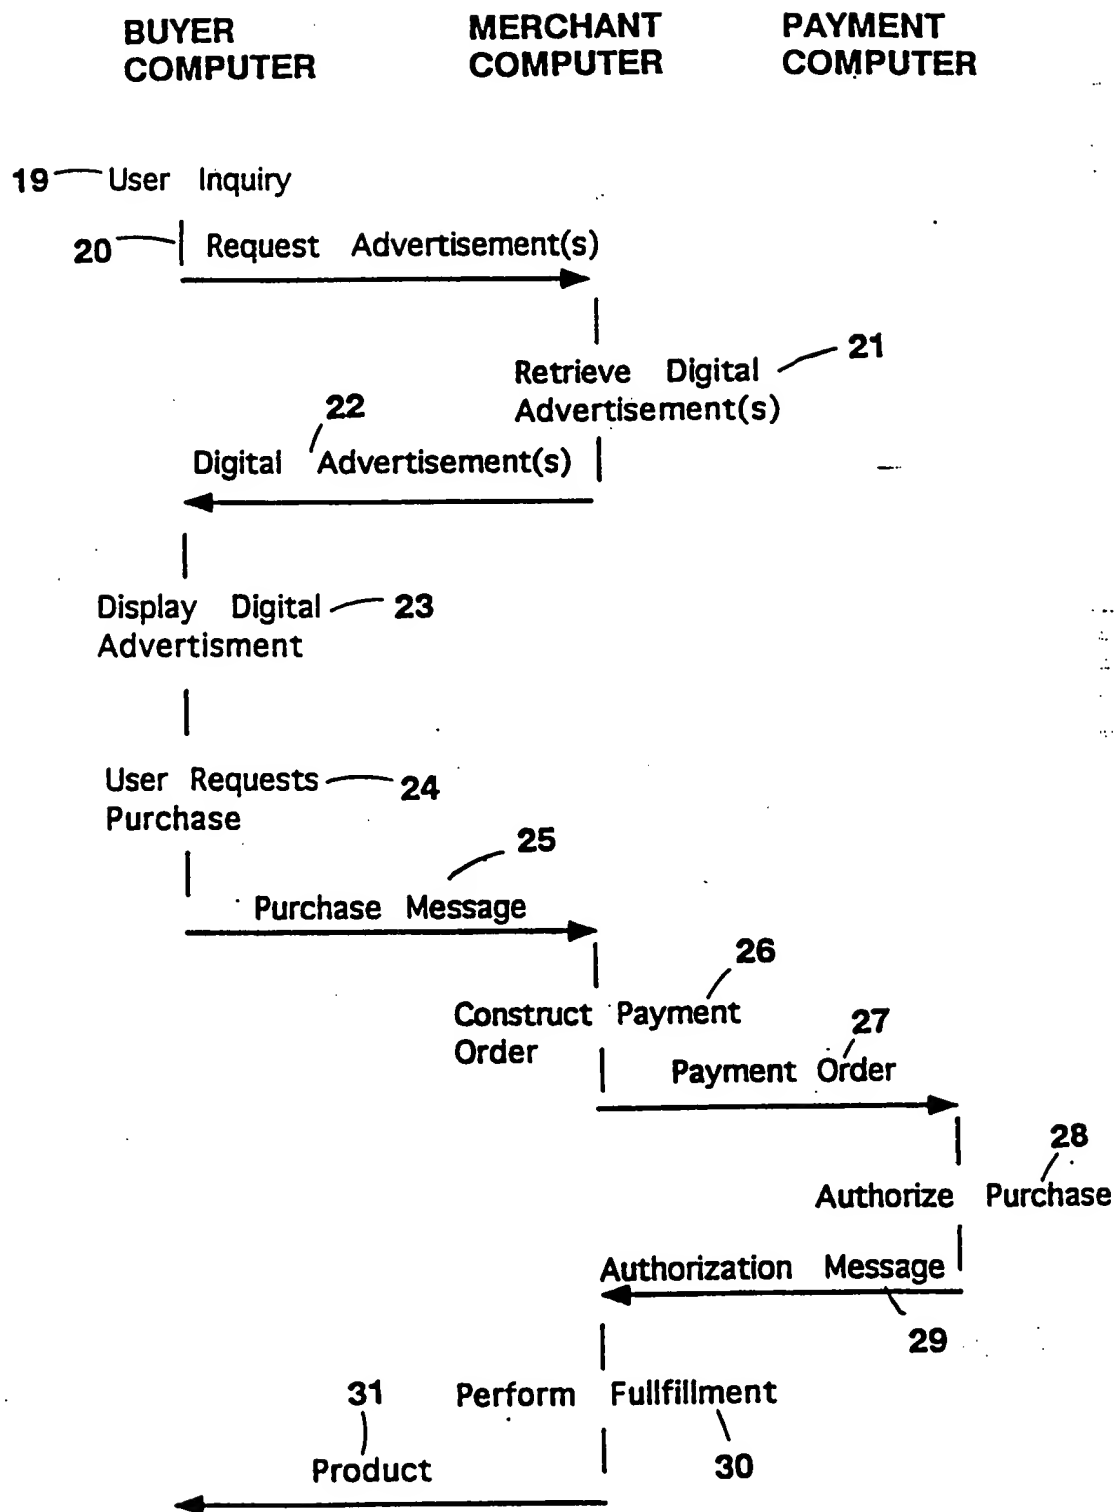 BUYER COMPUTER
MERCHANT COMPUTER
PAYMENT COMPUTER
19 User Inquiry
20 Request Advertisement(s)
21
Retrieve Digital
Advertisement(s)
22
Digital Advertisement(s)
Display Digital 23
Advertisment
User Requests 24
Purchase
25
Purchase Message
26
Construct Payment
Order
27
Payment Order
28
Authorize Purchase
Authorization Message
29
31
Perform Fullfillment
Product
30